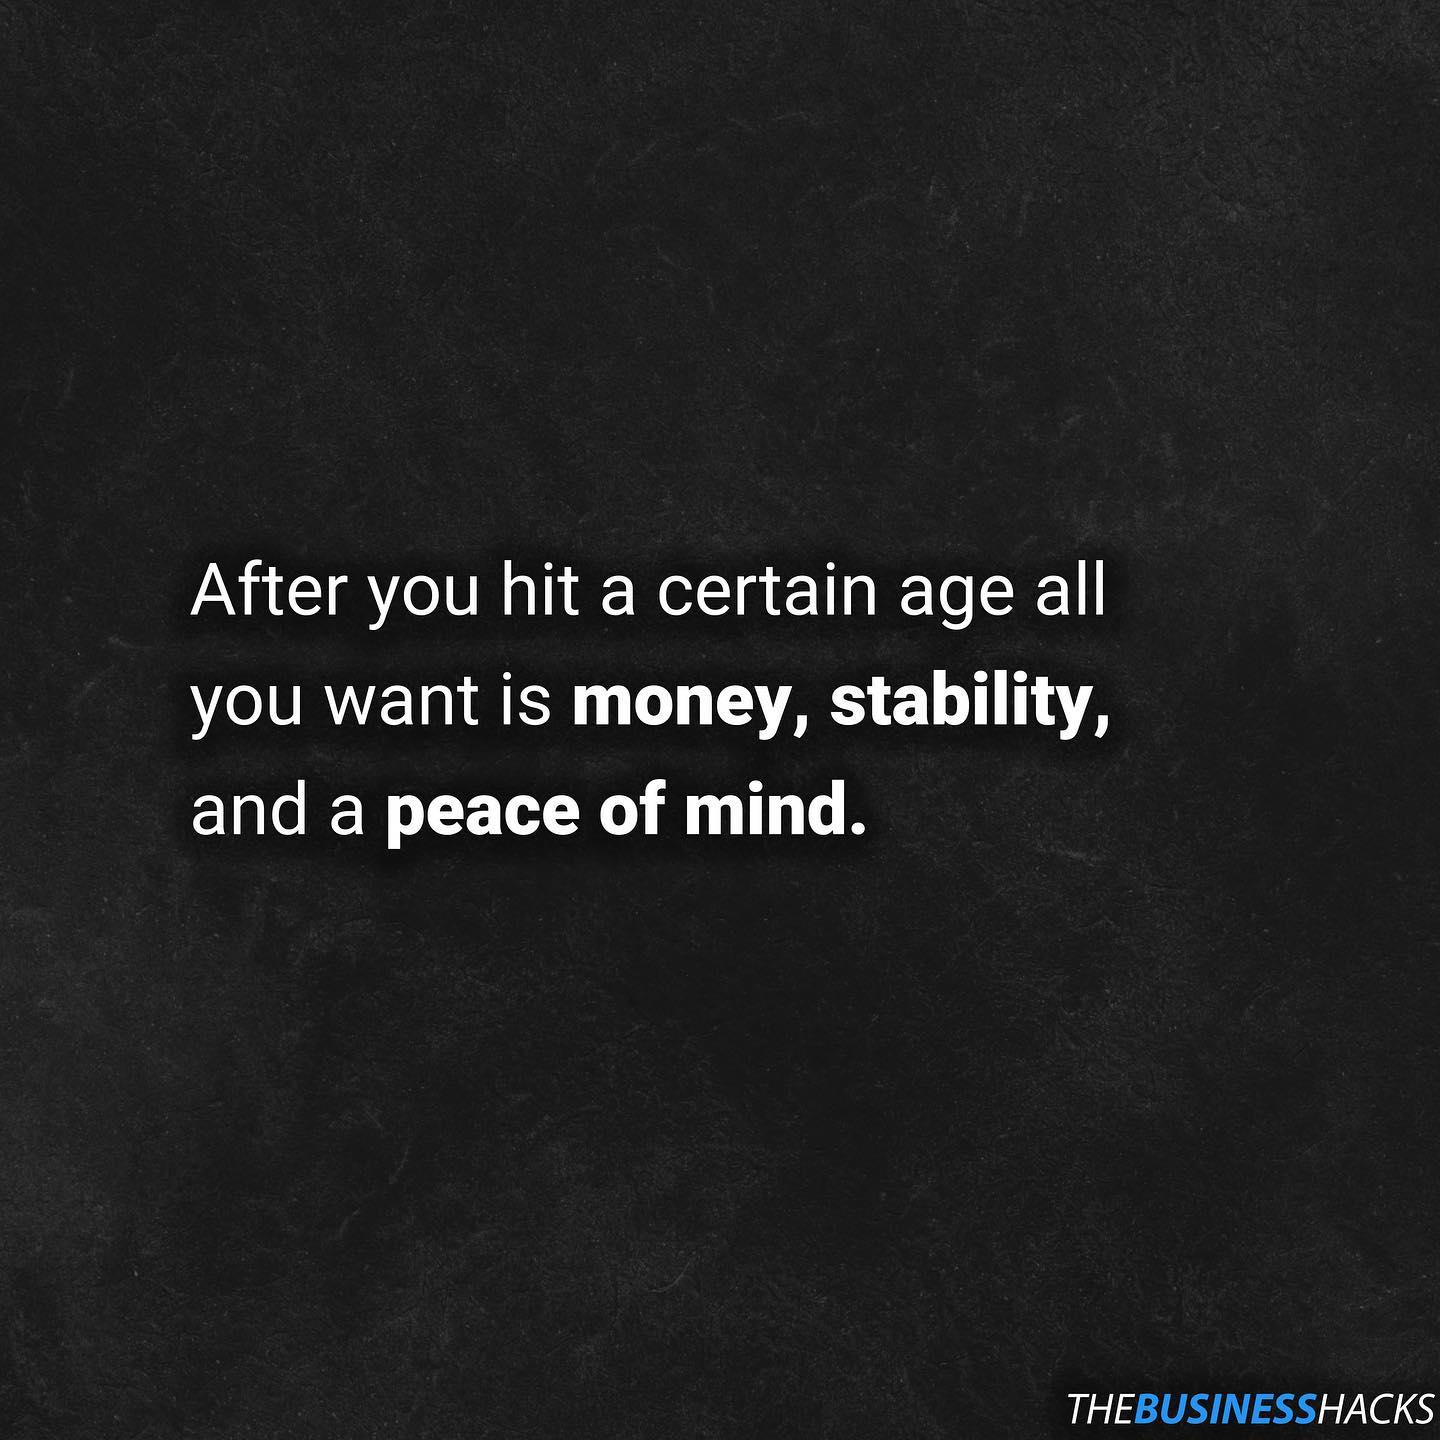 After you hit a certain age all
you want is money, stability,
and a peace of mind.
THEBUSINESSHACKS